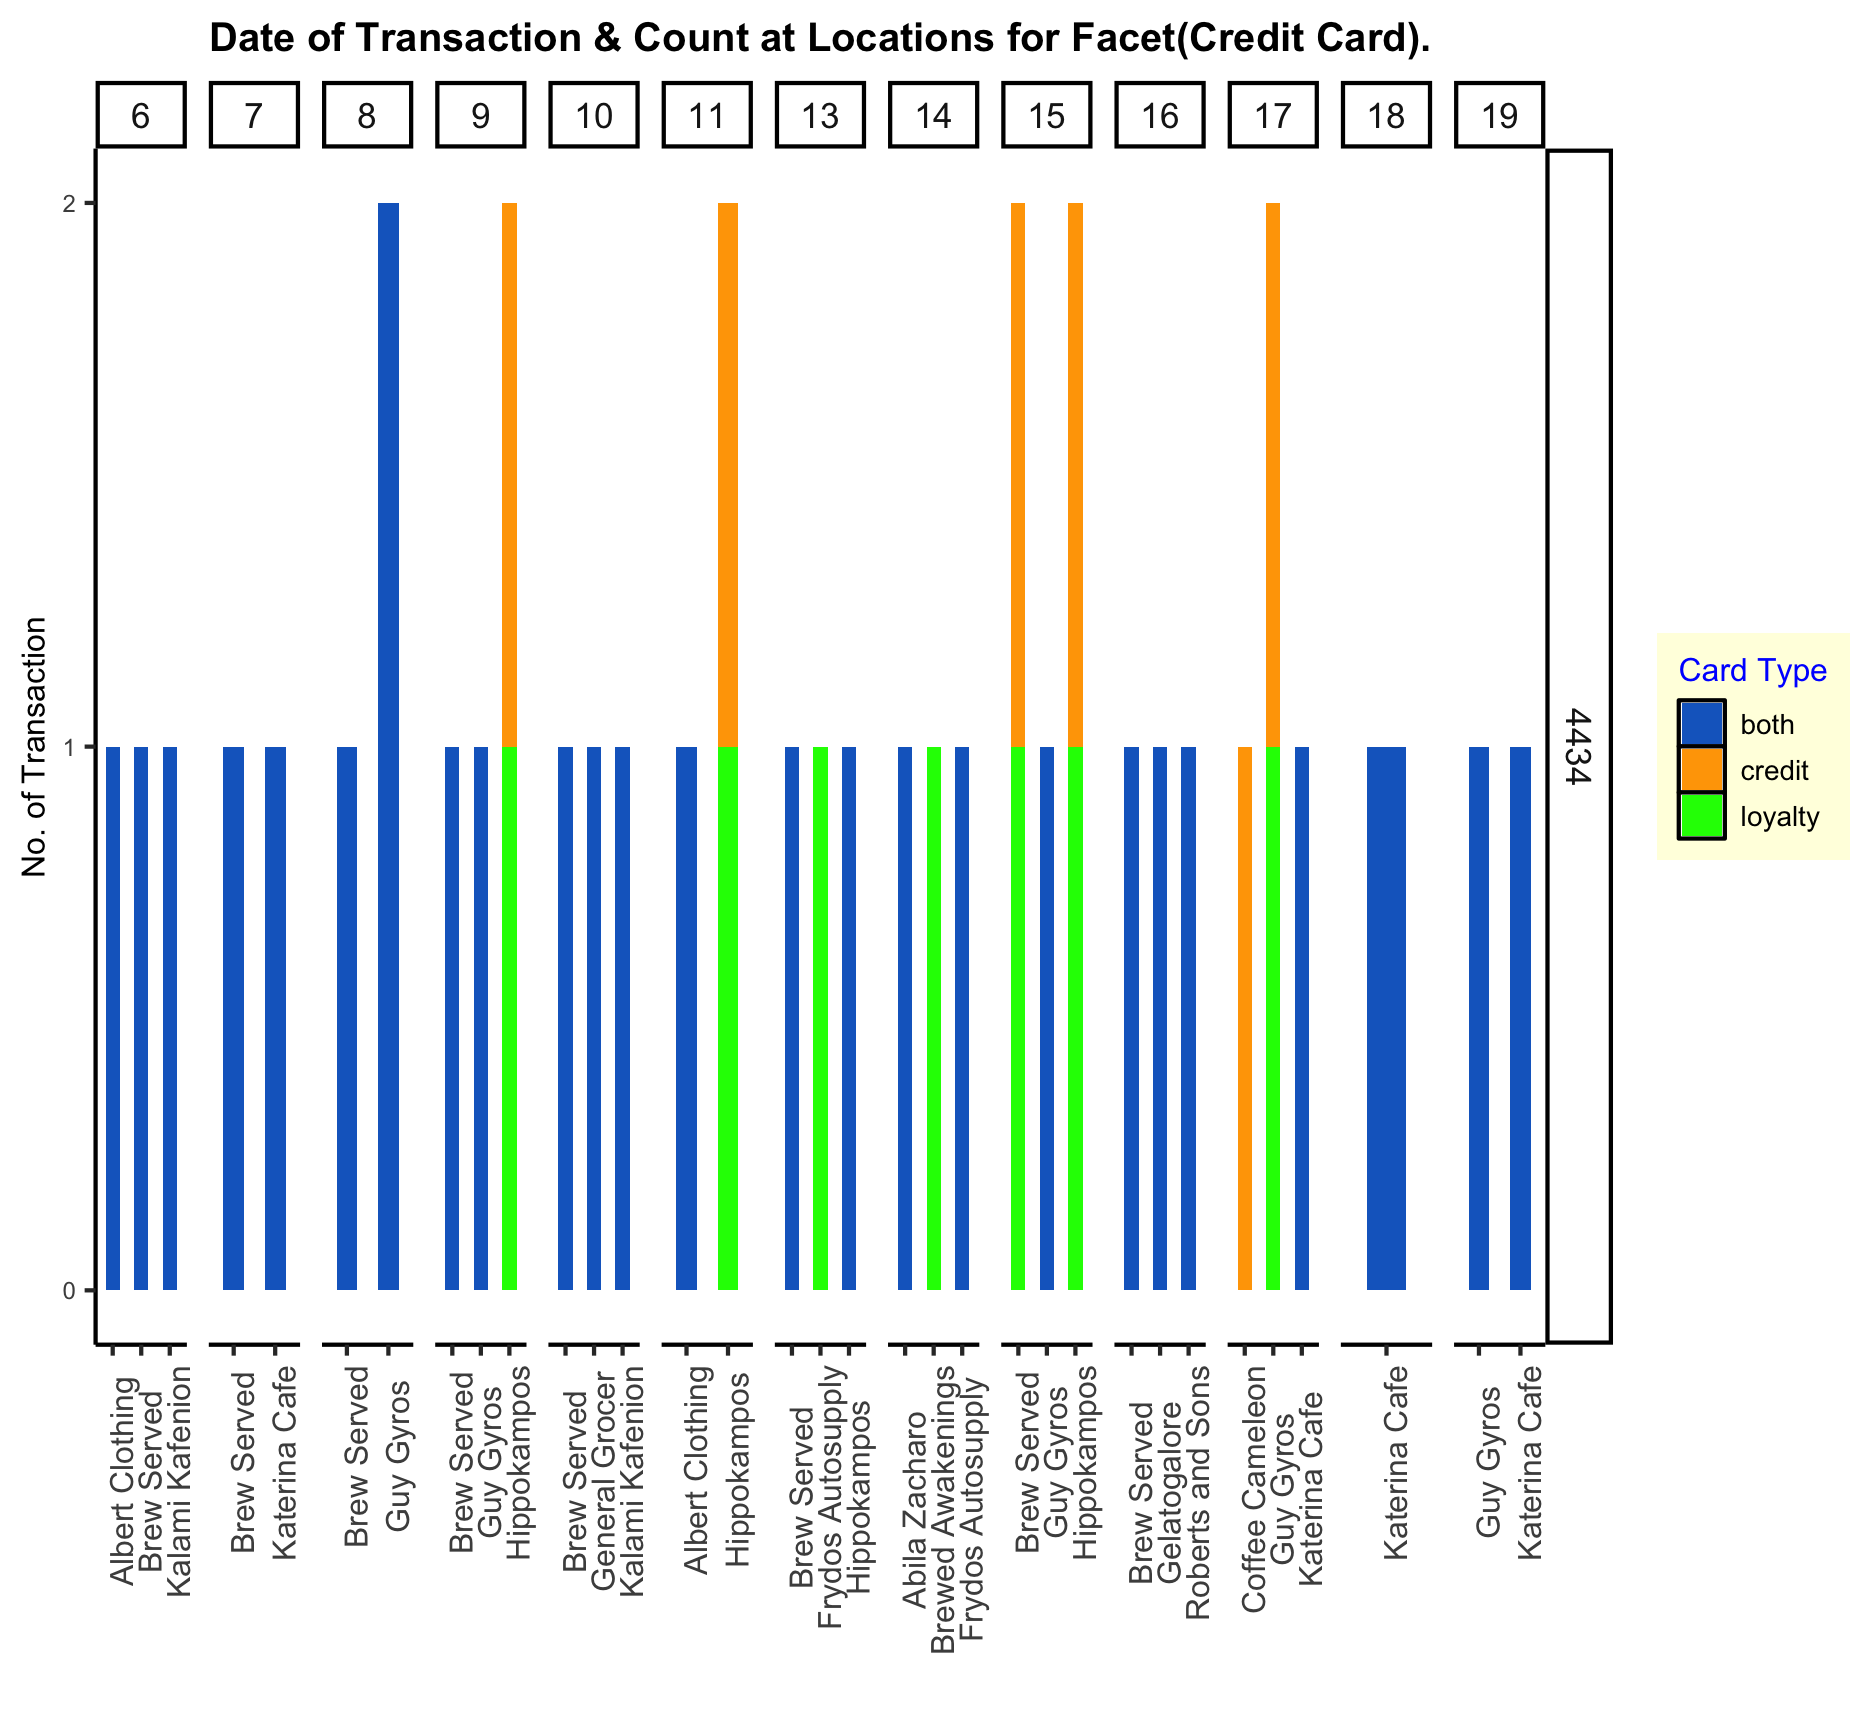 Date of Transaction & Count at Locations for Facet(Credit Card).
6
7
8
9
10
11
13
14
15
16
17
18
19
2
1
0
No. of Transaction
4434
Card Type
both
credit
loyalty
Albert Clothing
Brew Served
Kalami Kafenion
Brew Served
Katerina Cafe
Brew Served
Guy Gyros
Brew Served
Guy Gyros
Hippokampos
Brew Served
General Grocer
Kalami Kafenion
Albert Clothing
Hippokampos
Brew Served
Frydos Autosupply
Hippokampos
Abila Zacharo
Brewed Awakenings
Frydos Autosupply
Brew Served
Guy Gyros
Hippokampos
Brew Served
Gelatogalore
Roberts and Sons
Coffee Cameleon
Guy Gyros
Katerina Cafe
Katerina Cafe
Guy Gyros
Katerina Cafe